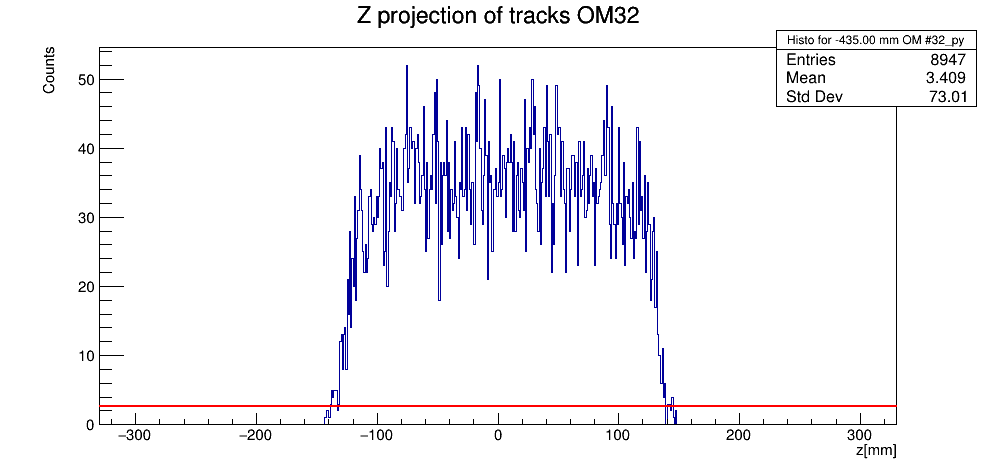 Z projection of tracks OM32
Histo for -435.00 mm OM #32_py
Entries 8947
Mean 3.409
Std Dev 73.01
Counts
50
40
30
20
10
0
−300 −200 −100 0 100 200 300
z[mm]